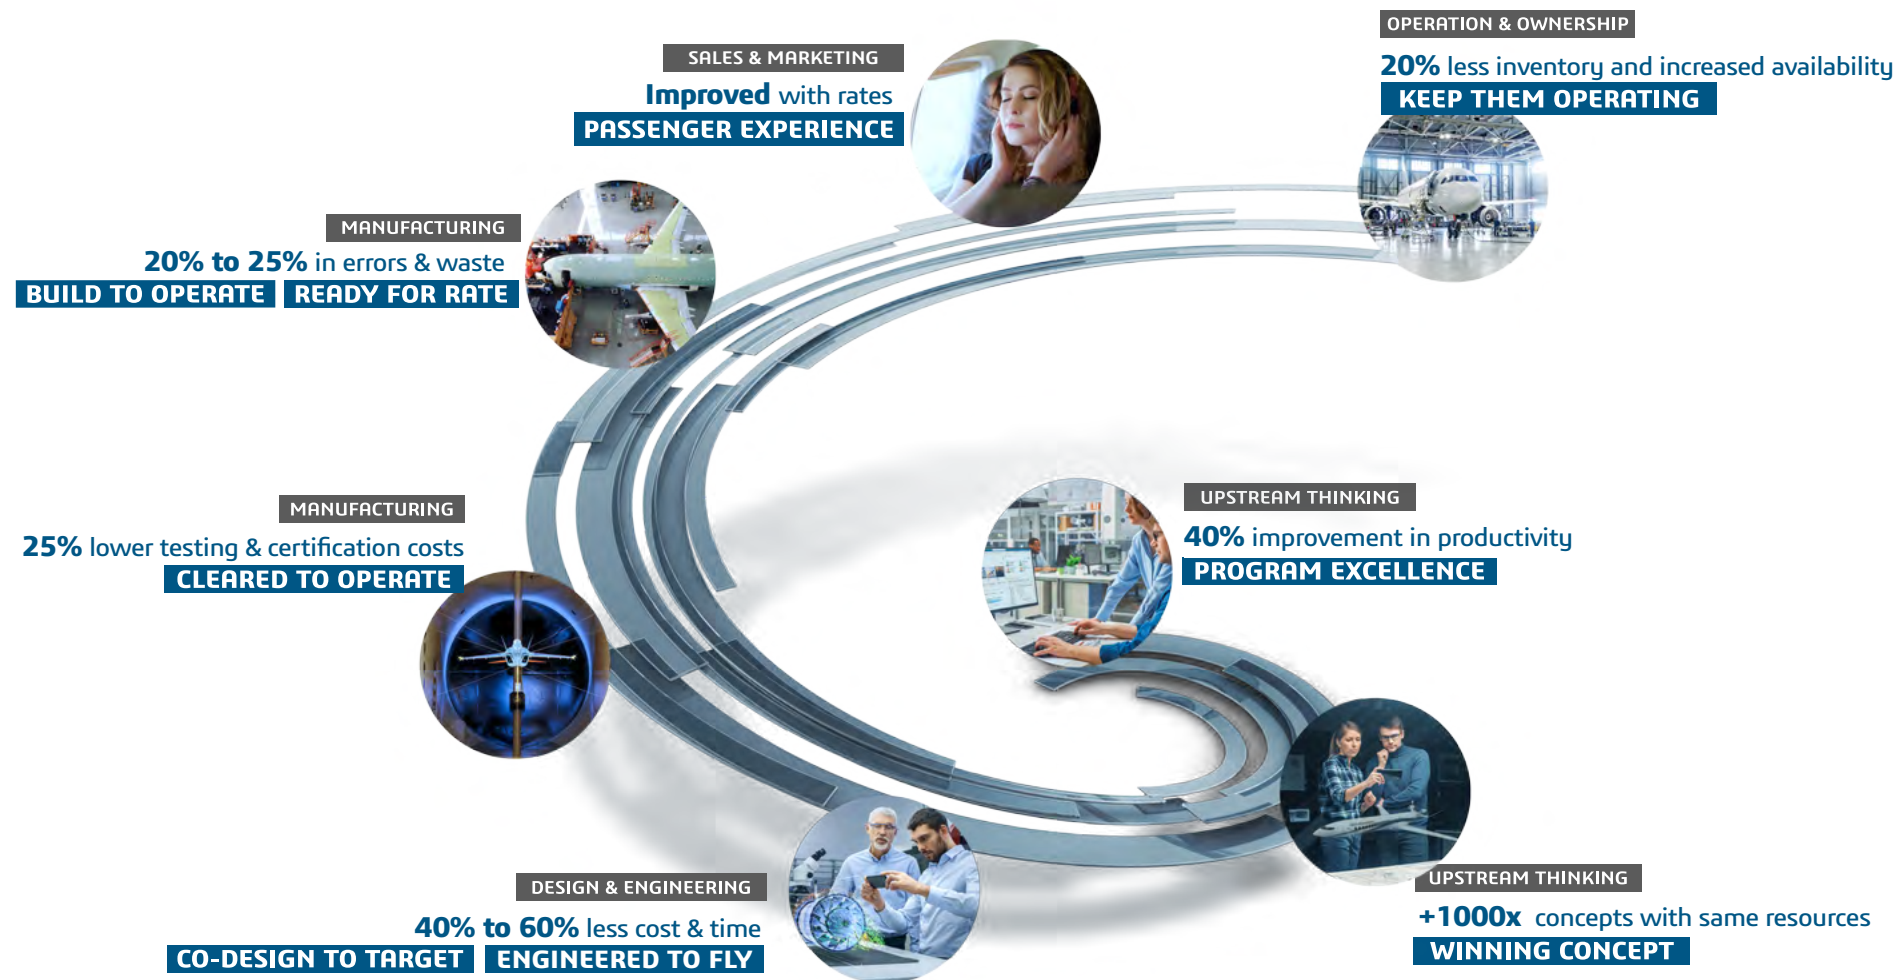 OPERATION & OWNERSHIP
20% less inventory and increased availability
KEEP THEM OPERATING
SALES & MARKETING
Improved with rates
PASSENGER EXPERIENCE
MANUFACTURING
20% to 25% in errors & waste
BUILD TO OPERATE READY FOR RATE
MANUFACTURING
25% lower testing & certification costs
CLEARED TO OPERATE
UPSTREAM THINKING
40% improvement in productivity
PROGRAM EXCELLENCE
DESIGN & ENGINEERING
40% to 60% less cost & time
CO-DESIGN TO TARGET ENGINEERED TO FLY
UPSTREAM THINKING
+1000x concepts with same resources
WINNING CONCEPT